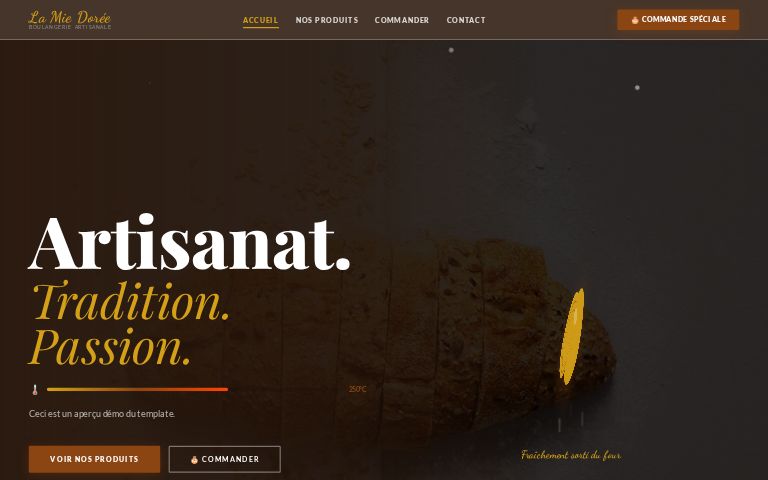 La Mie Dorée
BOULANGERIE ARTISANALE
ACCUEIL
NOS PRODUITS
COMMANDER
CONTACT
COMMANDE SPÉCIALE
Artisanat.
Tradition.
Passion.
250°C
Ceci est un aperçu démo du template.
VOIR NOS PRODUITS
COMMANDER
Fraîchement sorti du four